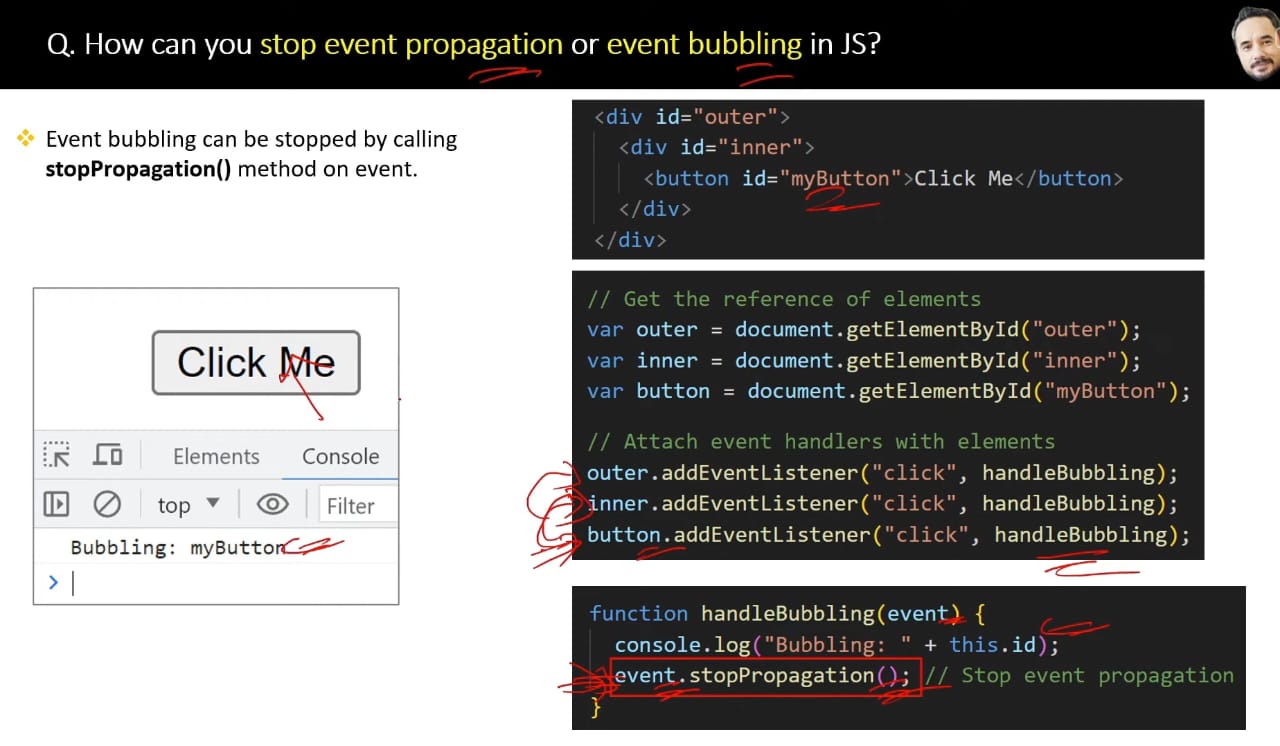 Q. How can you stop event propagation or event bubbling in JS?
Event bubbling can be stopped by calling
stopPropagation() method on event.
<div id="outer">
<div id="inner">
<button id="myButton">Click Me</button>
</div>
</div>
// Get the reference of elements
var outer = document.getElementById("outer");
var inner = document.getElementById("inner");
var button = document.getElementById("myButton");
// Attach event handlers with elements
outer.addEventListener("click", handleBubbling);
inner.addEventListener("click", handleBubbling);
button.addEventListener("click", handleBubbling);
function handleBubbling(event) {
console.log("Bubbling: " + this.id);
event.stopPropagation(); // Stop event propagation
}
Click Me
Elements Console
top Filter
Bubbling: myButton